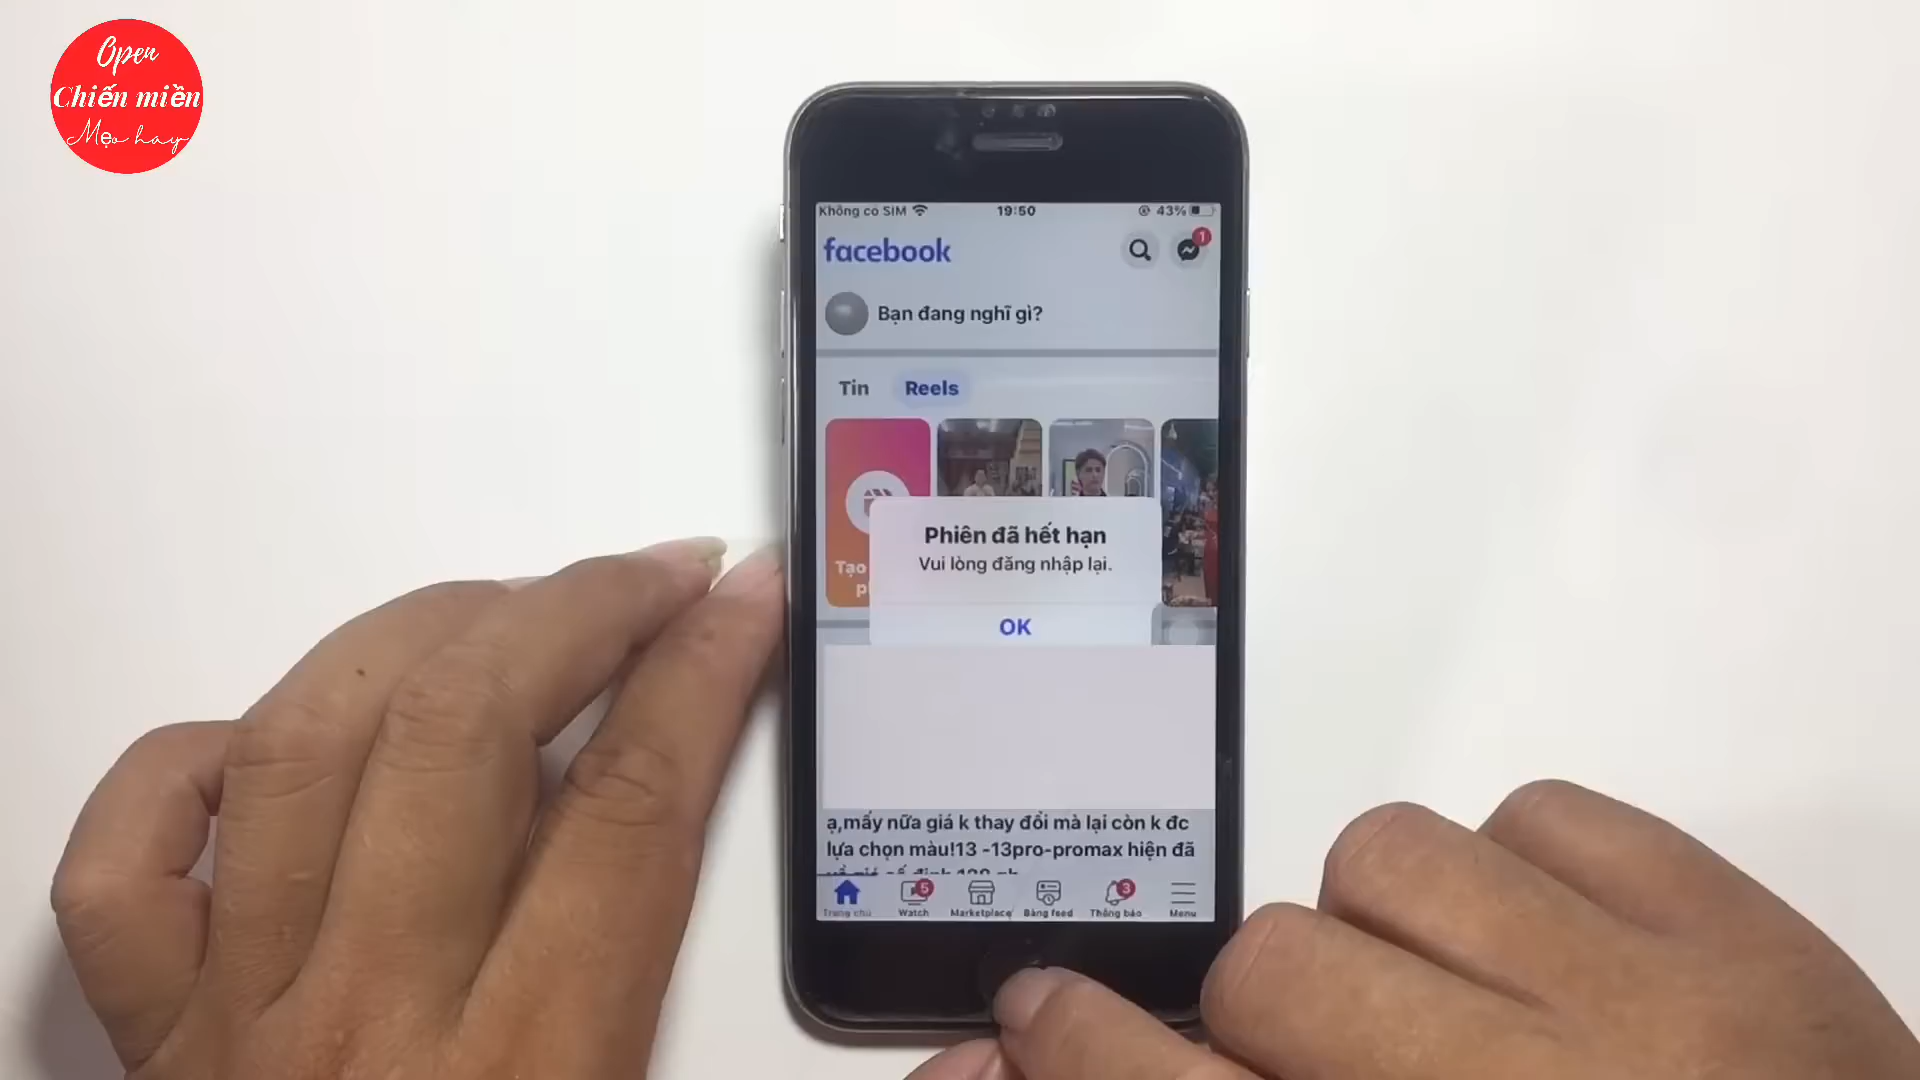 Open
Chiến miền
Mẹo hay
Không có SIM
19:50
43%
facebook
1
Bạn đang nghĩ gì?
Tin
Reels
Tạo
Phiên đã hết hạn
Vui lòng đăng nhập lại.
OK
ạ,mấy nữa giá k thay đổi mà lại còn k đc
lựa chọn màu!13 -13pro-promax hiện đã
5
3
Trang chủ
Watch
Marketplace
Bảng feed
Thông báo
Menu